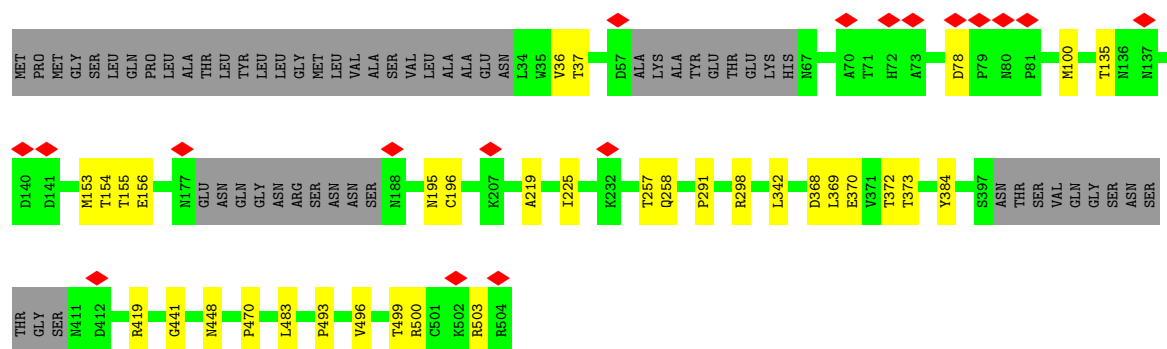 MET PRO MET GLY SER LEU GLN PRO LEU ALA THR LEU TYR LEU LEU GLY MET LEU VAL ALA SER VAL LEU ALA ALA GLU ASN L34 W35 V36 T37 D57 ALA LYS ALA TYR GLU THR GLU LYS HIS N67 A70 T71 H72 A73 D78 P79 N80 P81 M100 T135 N136 N137
D140 D141 M153 T154 T155 E156 N177 GLU ASN GLN GLY ASN ARG SER ASN ASN SER N188 N195 C196 K207 A219 I225 K232 T257 Q258 P291 R298 L342 D368 L369 E370 V371 T372 T373 Y384 S397 ASN THR SER VAL GLN GLY SER ASN SER
THR GLY SER N411 D412 R419 G441 N448 P470 L483 P493 V496 T499 R500 C501 K502 R503 R504